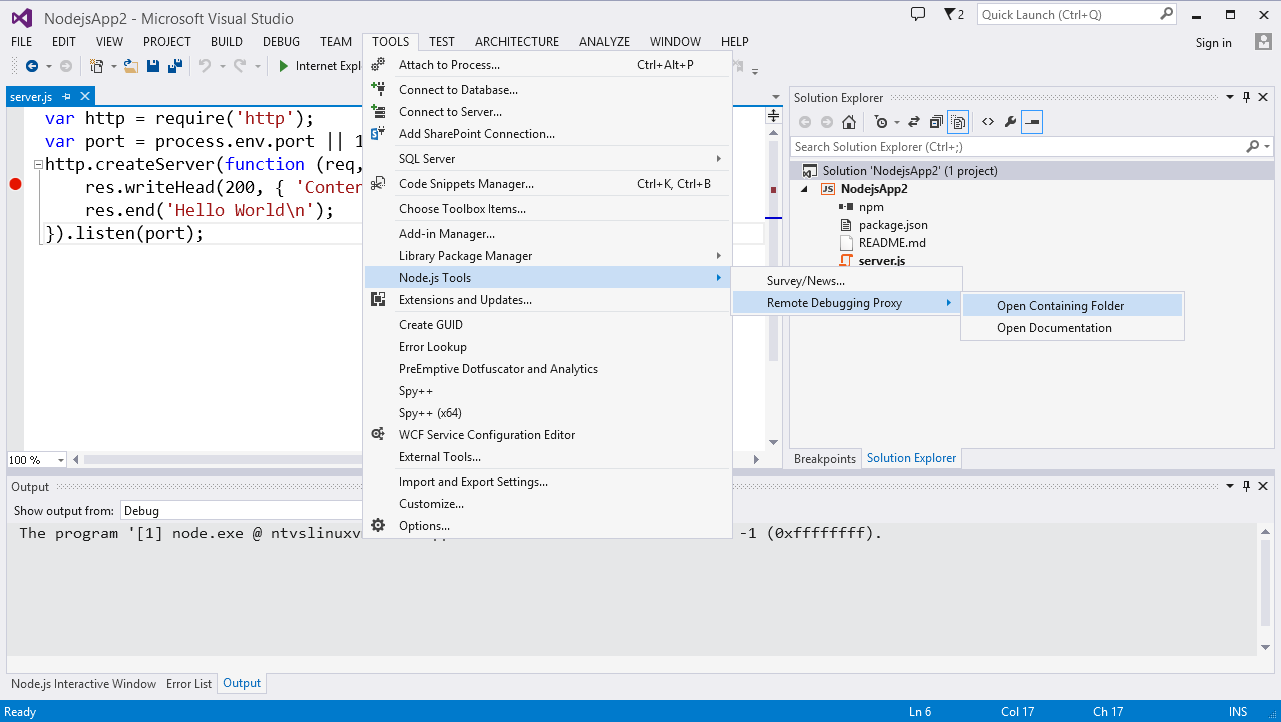 NodejsApp2 - Microsoft Visual Studio
2
Quick Launch (Ctrl+Q)
FILE EDIT VIEW PROJECT BUILD DEBUG TEAM TOOLS TEST ARCHITECTURE ANALYZE WINDOW HELP
Sign in
Internet Expl
server.js
var http = require('http');
var port = process.env.port || 1
http.createServer(function (req,
res.writeHead(200, { 'Conten
res.end('Hello World\n');
}).listen(port);
100 %
Attach to Process... Ctrl+Alt+P
Connect to Database...
Connect to Server...
Add SharePoint Connection...
SQL Server
Code Snippets Manager... Ctrl+K, Ctrl+B
Choose Toolbox Items...
Add-in Manager...
Library Package Manager
Node.js Tools
Extensions and Updates...
Create GUID
Error Lookup
PreEmptive Dotfuscator and Analytics
Spy++
Spy++ (x64)
WCF Service Configuration Editor
External Tools...
Import and Export Settings...
Customize...
Options...
Survey/News...
Remote Debugging Proxy
Open Containing Folder
Open Documentation
Solution Explorer
Search Solution Explorer (Ctrl+;)
Solution 'NodejsApp2' (1 project)
JS NodejsApp2
npm
package.json
README.md
server.js
Breakpoints Solution Explorer
Output
Show output from: Debug
The program '[1] node.exe @ ntvslinuxv -1 (0xffffffff).
Node.js Interactive Window Error List Output
Ready Ln 6 Col 17 Ch 17 INS